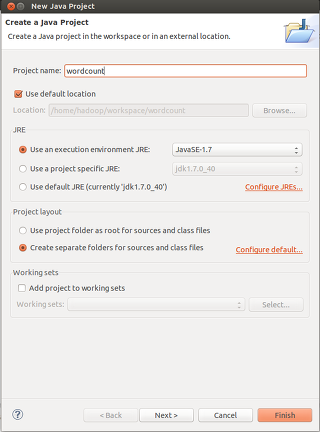 New Java Project
Create a Java Project
Create a Java project in the workspace or in an external location.
Project name: wordcount
Use default location
Location: /home/hadoop/workspace/wordcount Browse...
JRE
Use an execution environment JRE: JavaSE-1.7
Use a project specific JRE: jdk1.7.0_40
Use default JRE (currently 'jdk1.7.0_40') Configure JREs...
Project layout
Use project folder as root for sources and class files
Create separate folders for sources and class files Configure default...
Working sets
Add project to working sets
Working sets: Select...
? < Back Next > Cancel Finish